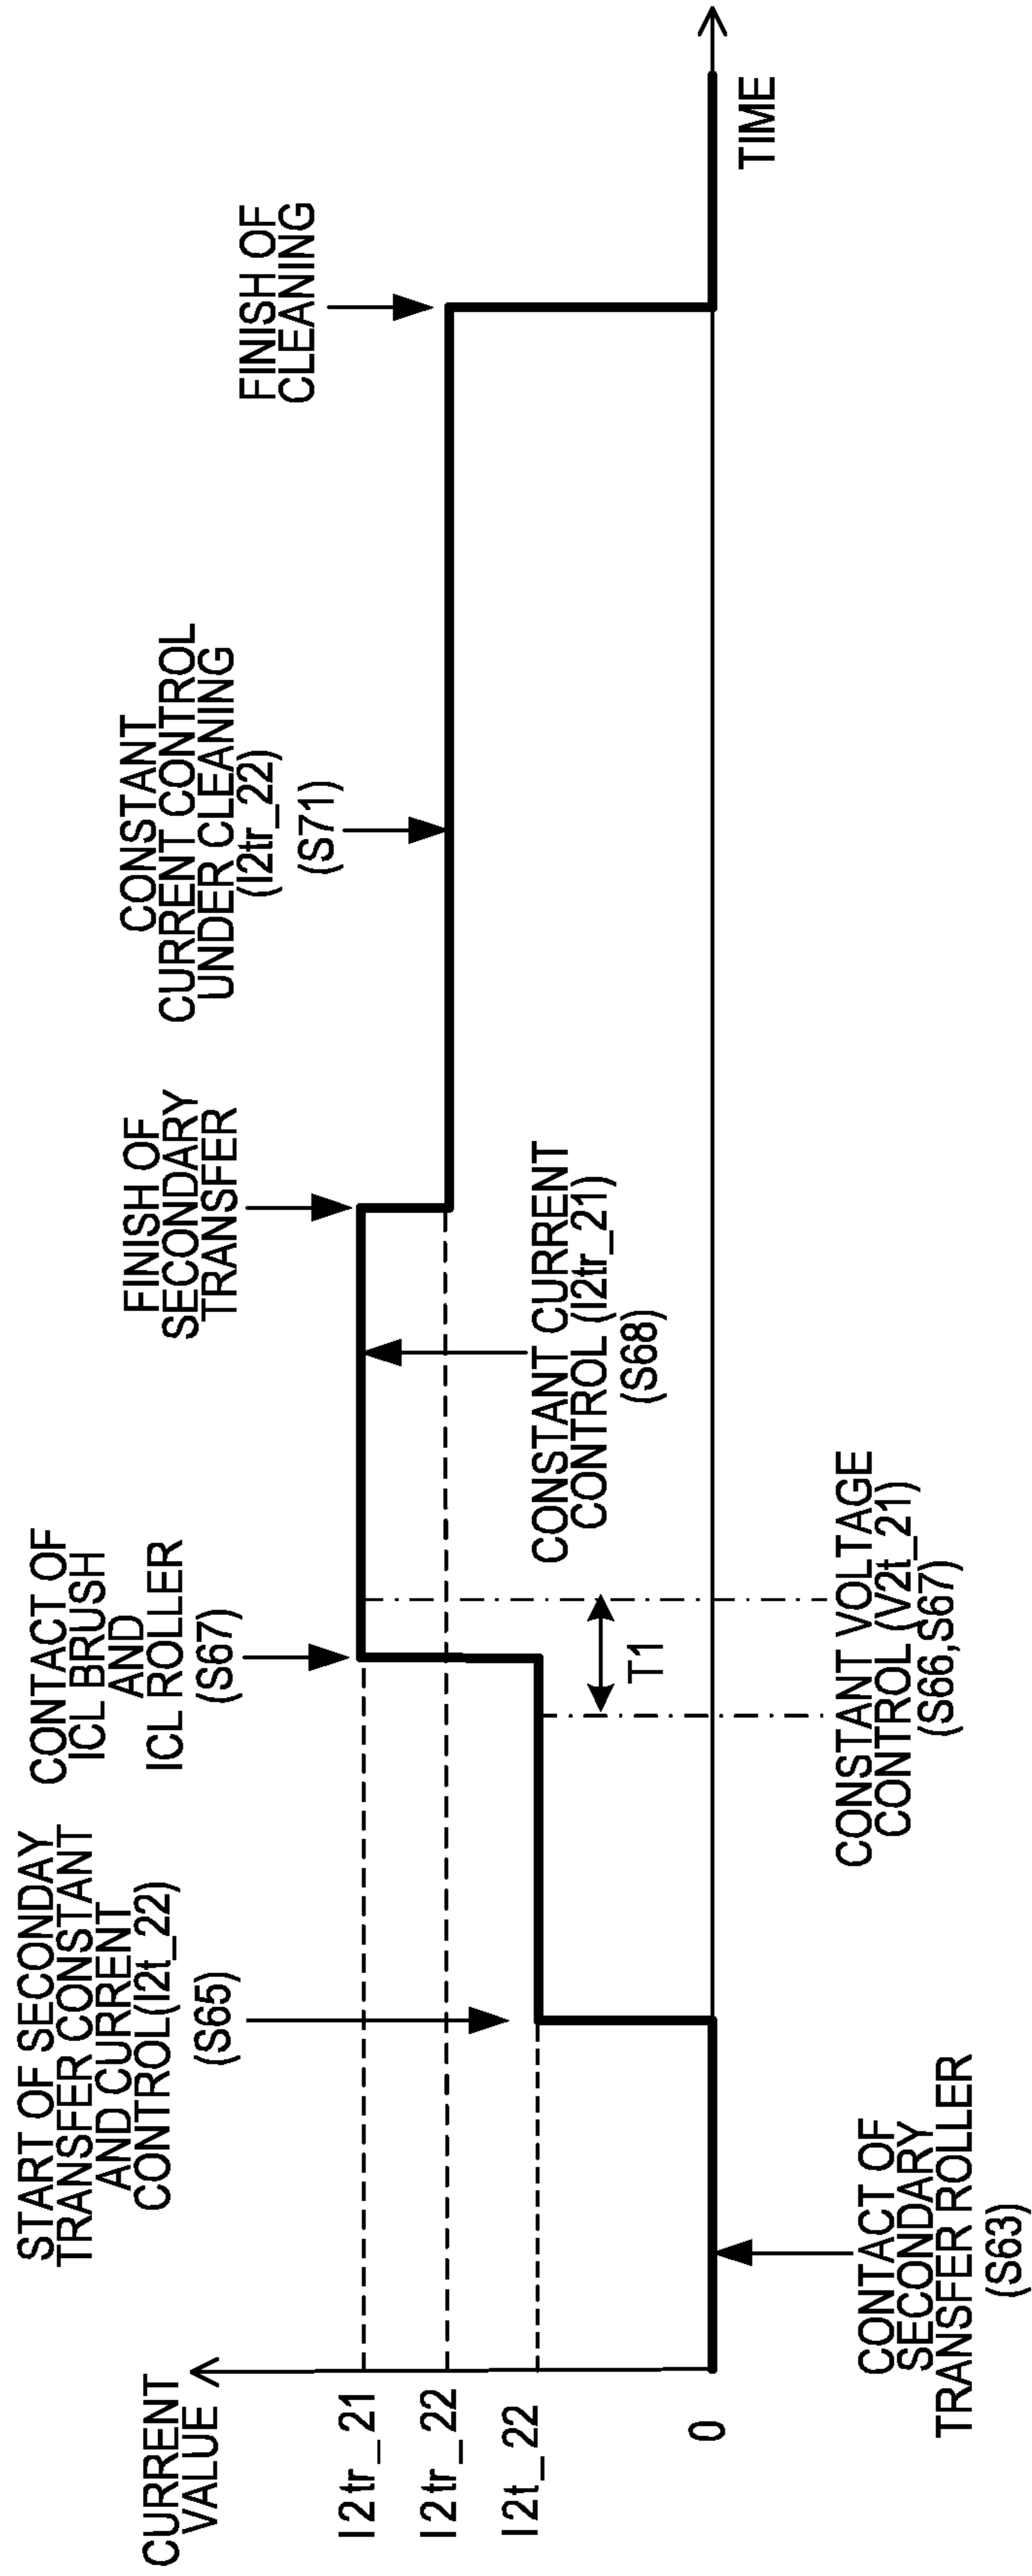 CURRENT
VALUE
I2tr_21
I2tr_22
I2t_22
0
START OF SECONDAY
TRANSFER CONSTANT
AND CURRENT
CONTROL(I2t_22)
(S65)
CONTACT OF
ICL BRUSH
AND
ICL ROLLER
(S67)
FINISH OF
SECONDARY
TRANSFER
CONSTANT
CURRENT CONTROL
UNDER CLEANING
(I2tr_22)
(S71)
FINISH OF
CLEANING
CONSTANT CURRENT
CONTROL (I2tr_21)
(S68)
T1
TIME
CONTACT OF
SECONDARY
TRANSFER ROLLER
(S63)
CONSTANT VOLTAGE
CONTROL (V2t_21)
(S66,S67)